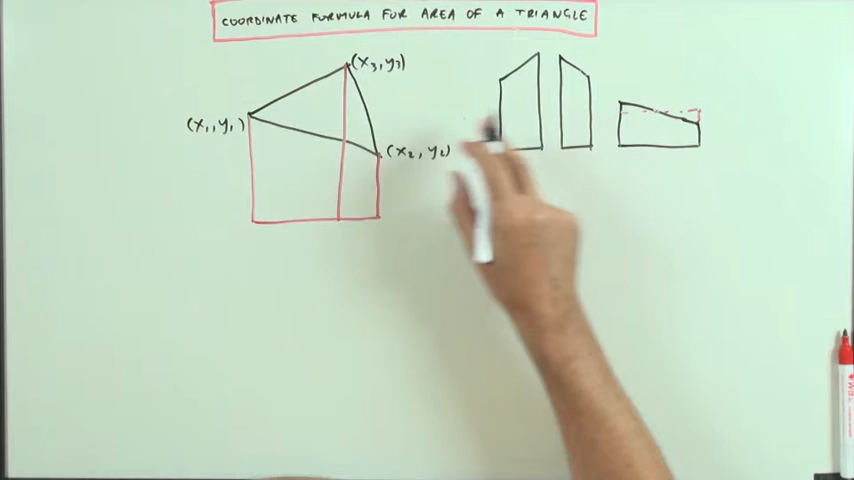 COORDINATE FORMULA FOR AREA OF A TRIANGLE
(x₃, y₃)
(x₁, y₁)
(x₂, y₂)